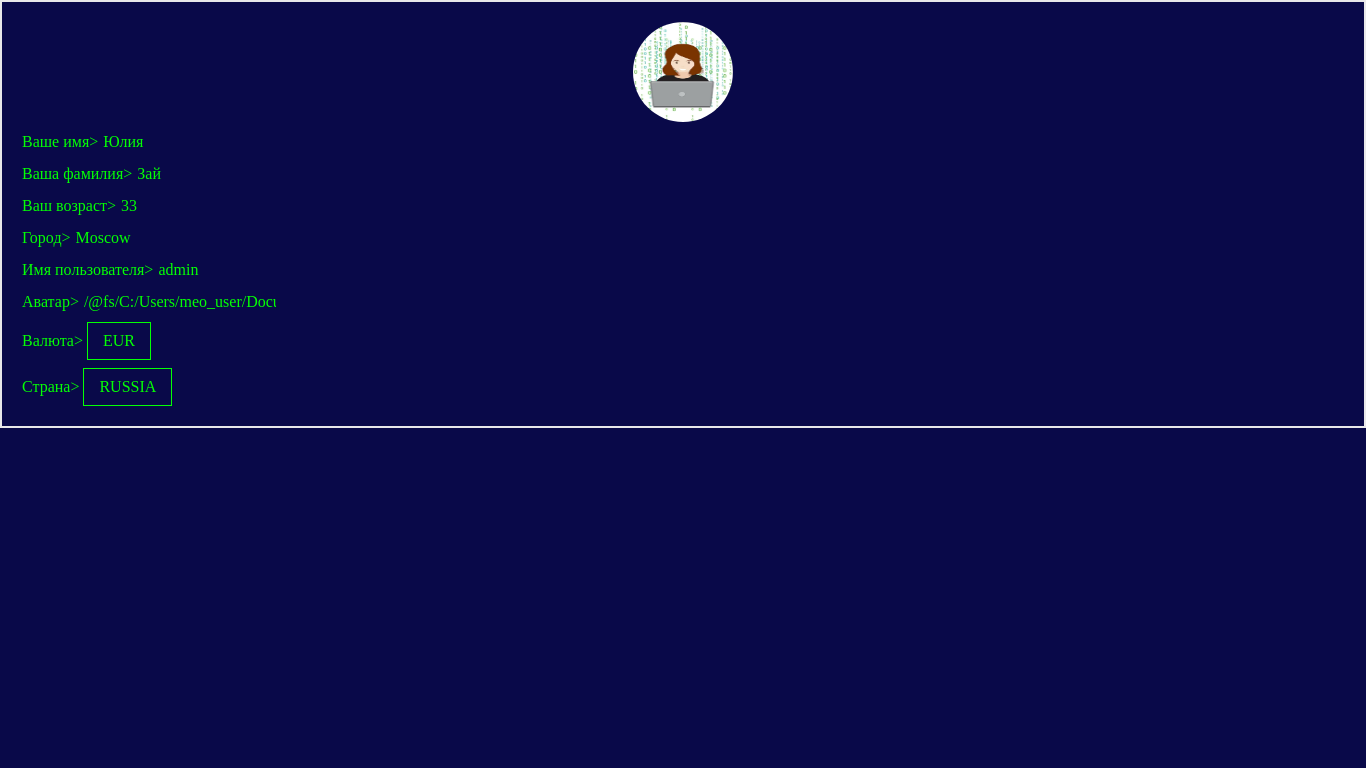 Ваше имя> Юлия
Ваша фамилия> Зай
Ваш возраст> 33
Город> Moscow
Имя пользователя> admin
Аватар> /@fs/C:/Users/meo_user/Docu
Валюта> EUR
Страна> RUSSIA